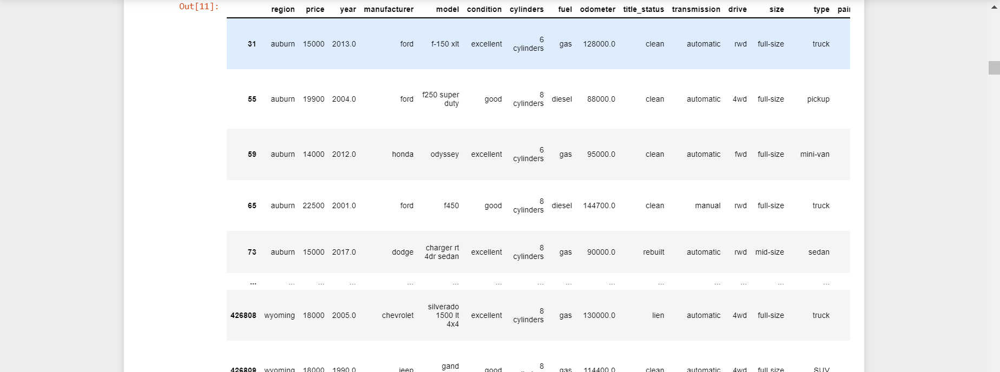 Out[11]:
region price year manufacturer model condition cylinders fuel odometer title_status transmission drive size type
31 auburn 15000 2013.0 ford f-150 xlt excellent 6 cylinders gas 128000.0 clean automatic rwd full-size truck
55 auburn 19900 2004.0 ford f250 super duty good 8 cylinders diesel 88000.0 clean automatic 4wd full-size pickup
59 auburn 14000 2012.0 honda odyssey excellent 6 cylinders gas 95000.0 clean automatic fwd full-size mini-van
65 auburn 22500 2001.0 ford f450 good 8 cylinders diesel 144700.0 clean manual rwd full-size truck
73 auburn 15000 2017.0 dodge charger rt 4dr sedan excellent 8 cylinders gas 90000.0 rebuilt automatic rwd mid-size sedan
... ... ... ... ... ... ... ... ... ... ... ... ... ... ...
426808 wyoming 18000 2005.0 chevrolet silverado 1500 lt 4x4 excellent 8 cylinders gas 130000.0 lien automatic 4wd full-size truck
426809 wyoming 18000 1990.0 jeep gand good 8 gas 114400.0 clean automatic 4wd full-size SUV